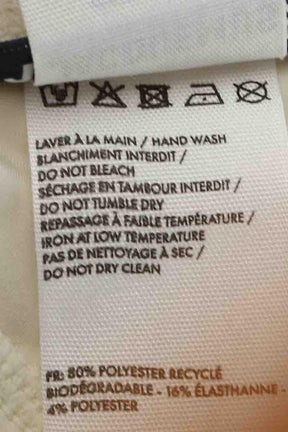 LAVER À LA MAIN / HAND WASH
BLANCHIMENT INTERDIT /
DO NOT BLEACH
SÉCHAGE EN TAMBOUR INTERDIT /
DO NOT TUMBLE DRY
REPASSAGE À FAIBLE TEMPÉRATURE /
IRON AT LOW TEMPERATURE
PAS DE NETTOYAGE À SEC /
DO NOT DRY CLEAN
FR: 80% POLYESTER RECYCLÉ
BIODÉGRADABLE - 16% ÉLASTHANNE -
4% POLYESTER